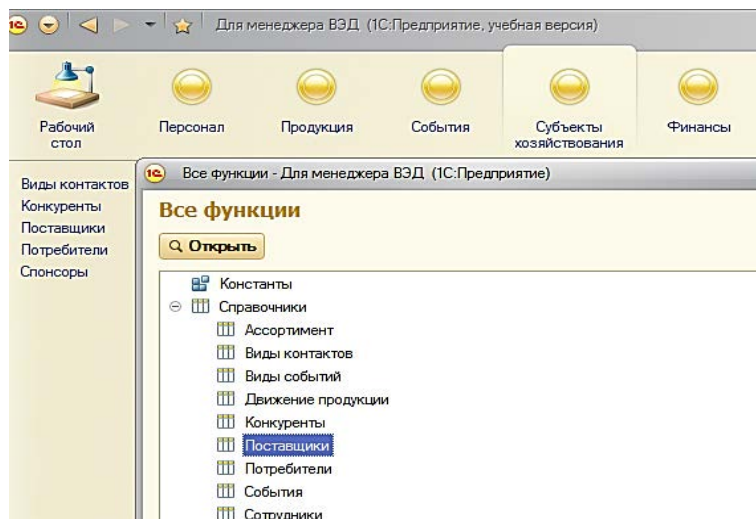 Для менеджера ВЭД (1С:Предприятие, учебная версия)
Рабочий стол
Персонал
Продукция
События
Субъекты хозяйствования
Финансы
Виды контактов
Конкуренты
Поставщики
Потребители
Спонсоры
Все функции - Для менеджера ВЭД (1С:Предприятие)
Все функции
Открыть
Константы
Справочники
Ассортимент
Виды контактов
Виды событий
Движение продукции
Конкуренты
Поставщики
Потребители
События
Сотрудники